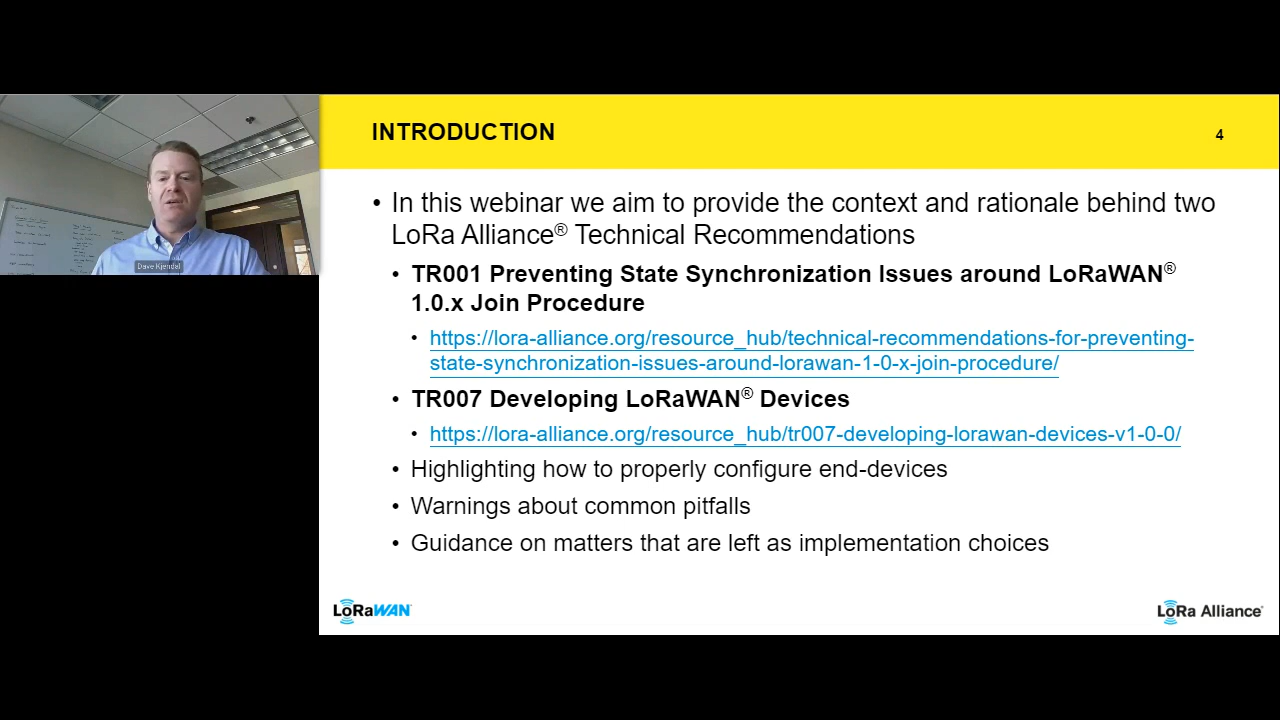 INTRODUCTION
4
• In this webinar we aim to provide the context and rationale behind two
LoRa Alliance® Technical Recommendations
• TR001 Preventing State Synchronization Issues around LoRaWAN®
1.0.x Join Procedure
• https://lora-alliance.org/resource_hub/technical-recommendations-for-preventing-
state-synchronization-issues-around-lorawan-1-0-x-join-procedure/
• TR007 Developing LoRaWAN® Devices
• https://lora-alliance.org/resource_hub/tr007-developing-lorawan-devices-v1-0-0/
• Highlighting how to properly configure end-devices
• Warnings about common pitfalls
• Guidance on matters that are left as implementation choices
Dave Kjendal
LoRaWAN
LoRa Alliance